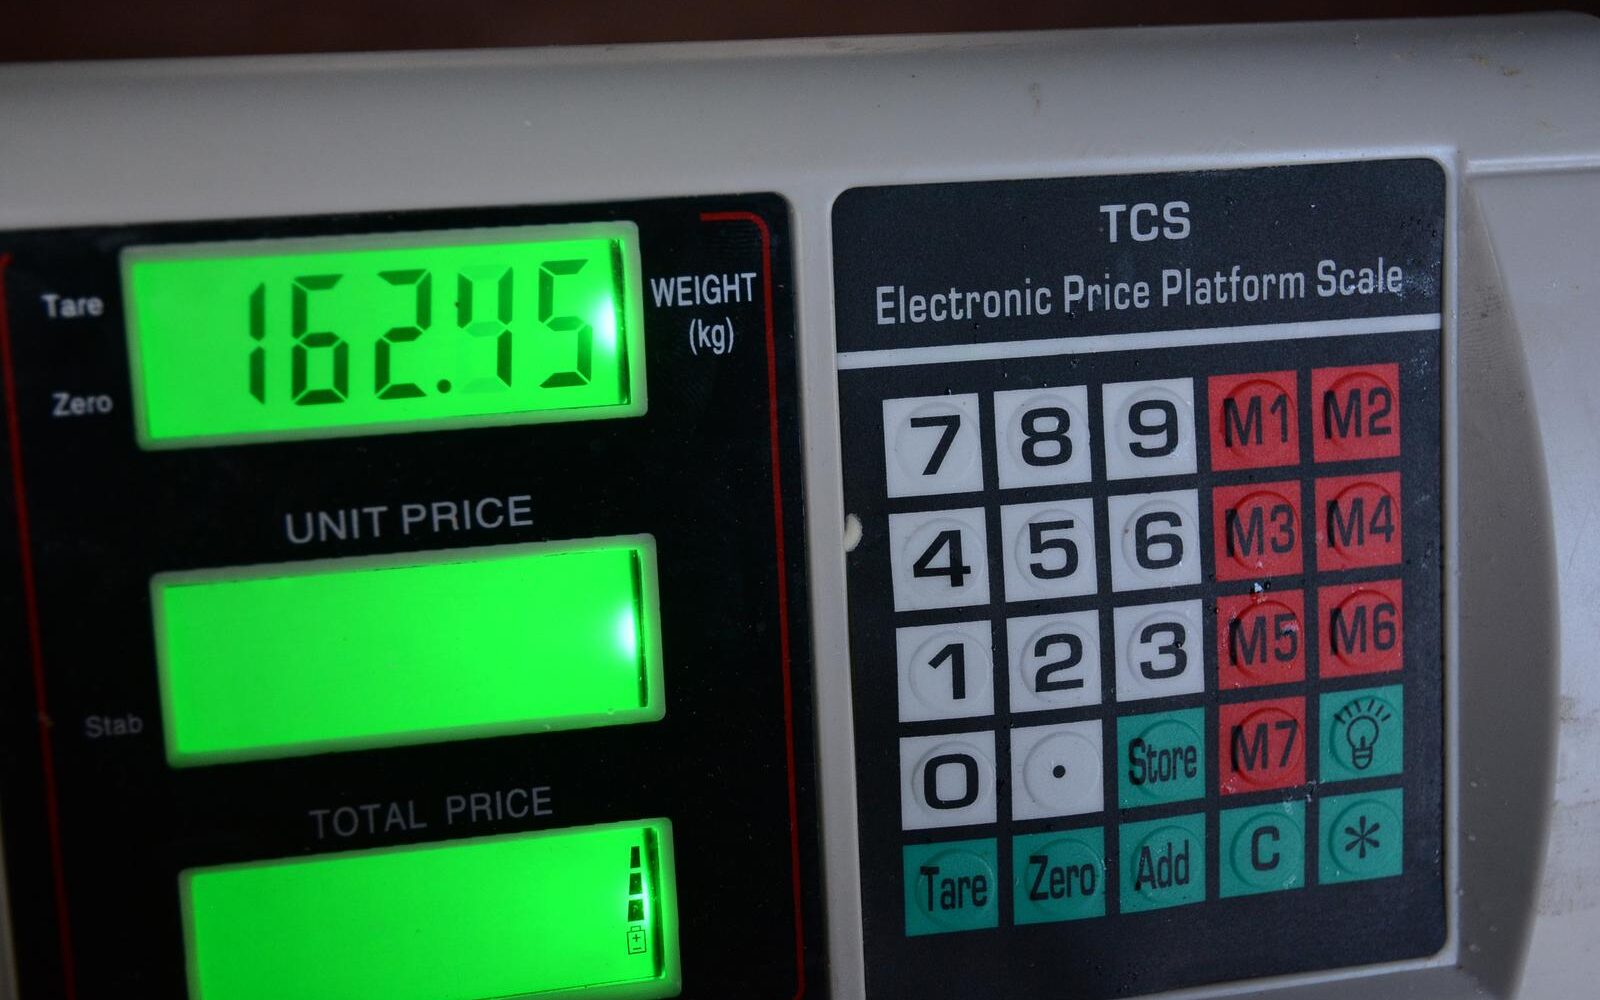 Tare
Zero
162.45
WEIGHT
(kg)
UNIT PRICE
Stab
TOTAL PRICE
TCS
Electronic Price Platform Scale
7 8 9 M1 M2
4 5 6 M3 M4
1 2 3 M5 M6
0 . Store M7
Tare Zero Add C *